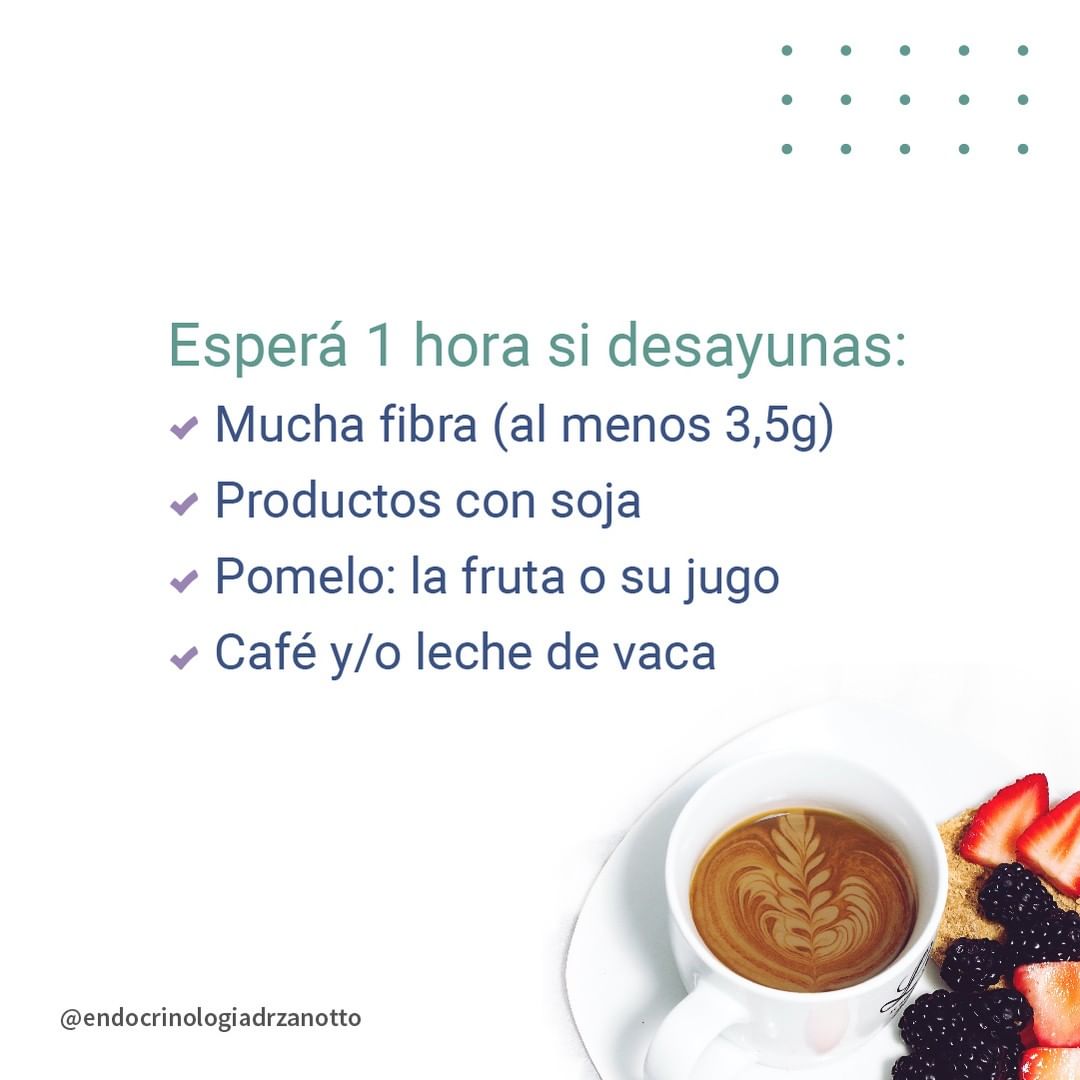 Esperá 1 hora si desayunas:
Mucha fibra (al menos 3,5g)
Productos con soja
Pomelo: la fruta o su jugo
Café y/o leche de vaca
@endocrinologiadrzanotto